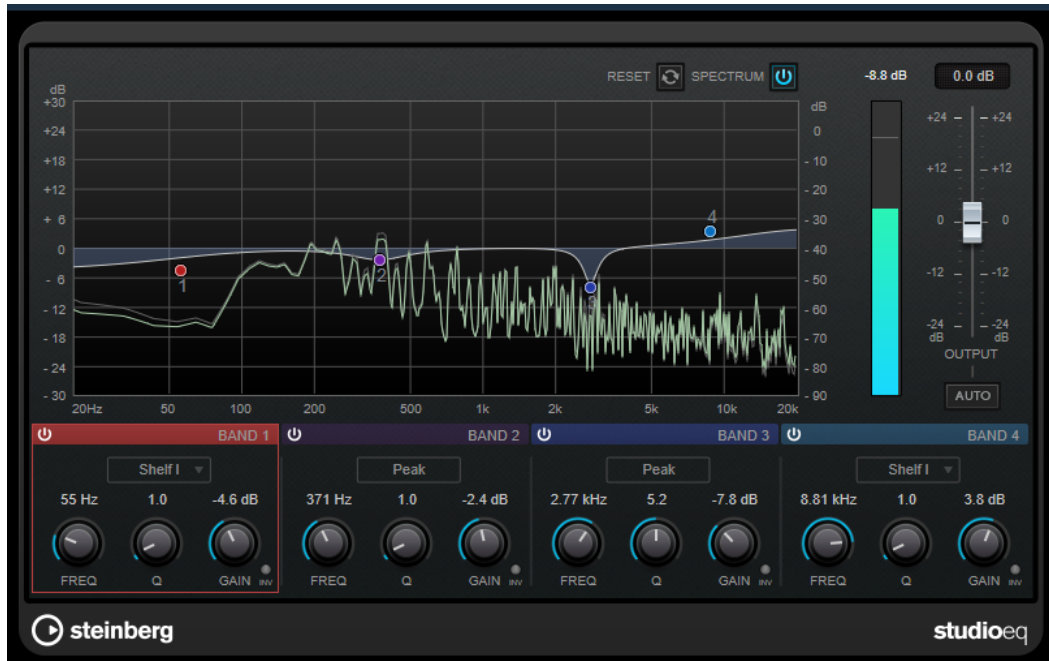 RESET SPECTRUM -8.8 dB 0.0 dB
dB dB
+30
+24 0 +24 +24
+18 - 10
+12 - 20 +12 +12
+ 6 - 30
0 - 40 0 0
- 6 - 50
-12 - 60 -12 -12
-18 - 70
- 24 - 80 -24 -24
dB dB
- 30 - 90
1 2 3 4
OUTPUT
AUTO
20Hz 50 100 200 500 1k 2k 5k 10k 20k
BAND 1 BAND 2 BAND 3 BAND 4
Shelf I Peak Peak Shelf I
55 Hz 1.0 -4.6 dB 371 Hz 1.0 -2.4 dB 2.77 kHz 5.2 -7.8 dB 8.81 kHz 1.0 3.8 dB
FREQ Q GAIN INV FREQ Q GAIN INV FREQ Q GAIN INV FREQ Q GAIN INV
steinberg studioeq